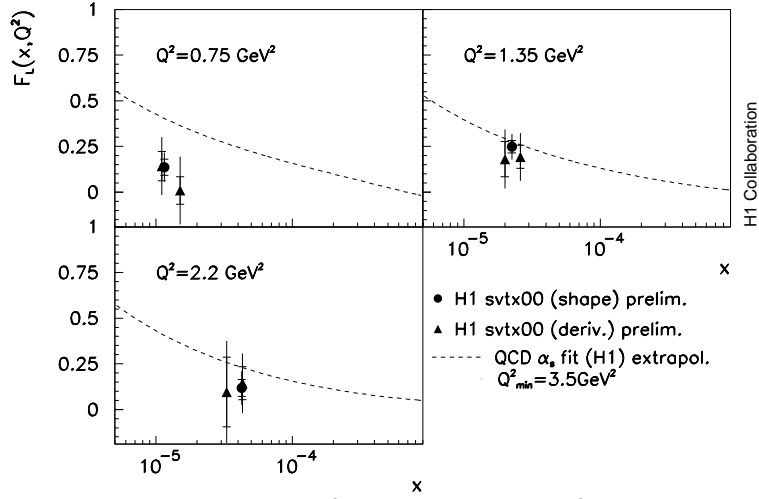 F_L(x,Q²)
1
0.75
0.5
0.25
0
Q²=0.75 GeV²
Q²=1.35 GeV²
10⁻⁵
10⁻⁴
x
H1 Collaboration
1
0.75
0.5
0.25
0
Q²=2.2 GeV²
10⁻⁵
10⁻⁴
x
H1 svtx00 (shape) prelim.
H1 svtx00 (deriv.) prelim.
QCD αₛ fit (H1) extrapol.
Q²min=3.5GeV²